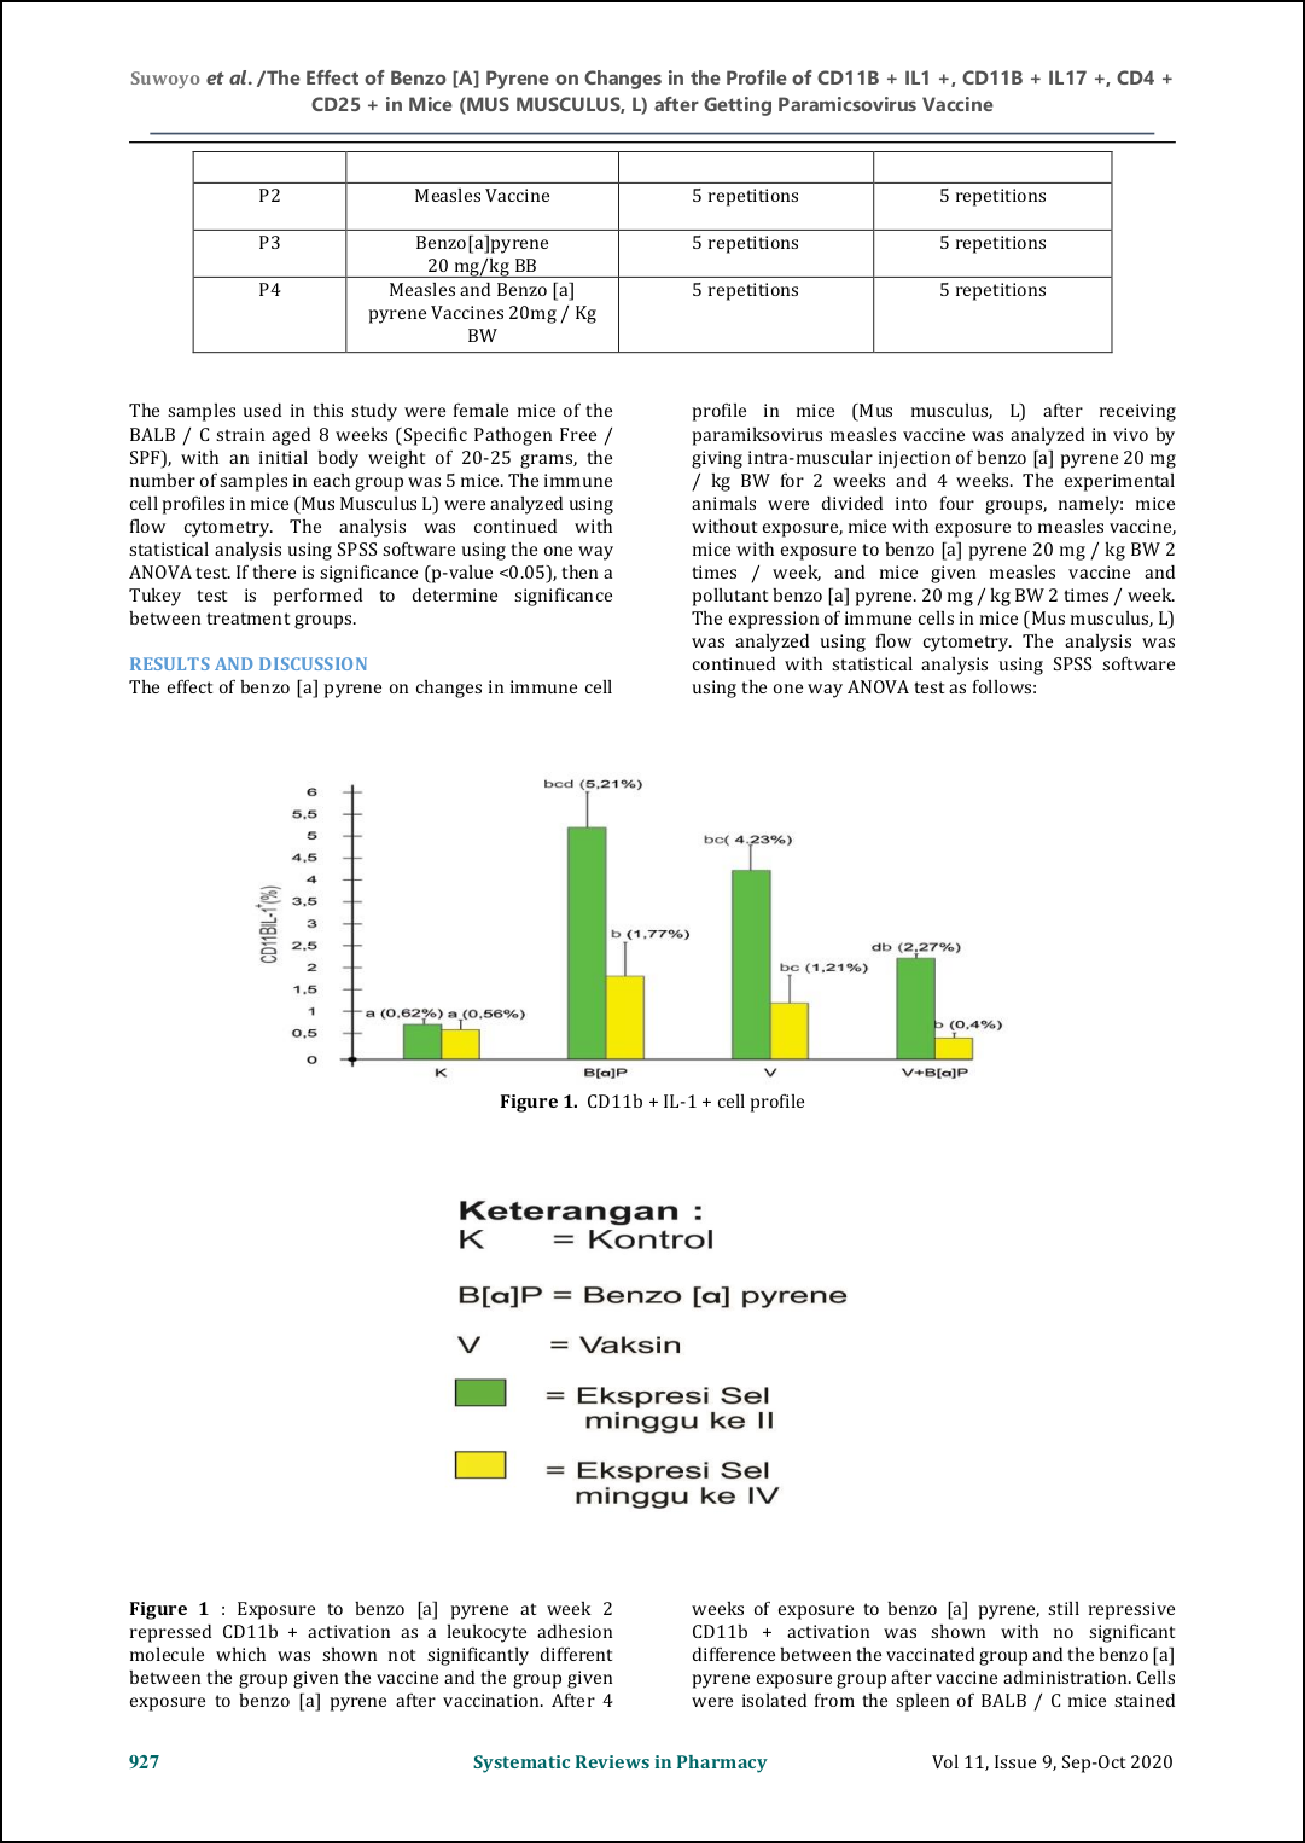 Suwoyo et al. /The Effect of Benzo [A] Pyrene on Changes in the Profile of CD11B + IL1 +, CD11B + IL17 +, CD4 +
CD25 + in Mice (MUS MUSCULUS, L) after Getting Paramicsovirus Vaccine
P2 Measles Vaccine 5 repetitions 5 repetitions
P3 Benzo[a]pyrene 5 repetitions 5 repetitions
20 mg/kg BB
P4 Measles and Benzo [a] 5 repetitions 5 repetitions
pyrene Vaccines 20mg / Kg
BW
The samples used in this study were female mice of the
BALB / C strain aged 8 weeks (Specific Pathogen Free /
SPF), with an initial body weight of 20-25 grams, the
number of samples in each group was 5 mice. The immune
cell profiles in mice (Mus Musculus L) were analyzed using
flow cytometry. The analysis was continued with
statistical analysis using SPSS software using the one way
ANOVA test. If there is significance (p-value <0.05), then a
Tukey test is performed to determine significance
between treatment groups.
RESULTS AND DISCUSSION
The effect of benzo [a] pyrene on changes in immune cell
profile in mice (Mus musculus, L) after receiving
paramiksovirus measles vaccine was analyzed in vivo by
giving intra-muscular injection of benzo [a] pyrene 20 mg
/ kg BW for 2 weeks and 4 weeks. The experimental
animals were divided into four groups, namely: mice
without exposure, mice with exposure to measles vaccine,
mice with exposure to benzo [a] pyrene 20 mg / kg BW 2
times / week, and mice given measles vaccine and
pollutant benzo [a] pyrene. 20 mg / kg BW 2 times / week.
The expression of immune cells in mice (Mus musculus, L)
was analyzed using flow cytometry. The analysis was
continued with statistical analysis using SPSS software
using the one way ANOVA test as follows:
CD11BIL-1+(%)
6
5,5
5
4,5
4
3,5
3
2,5
2
1,5
1
0,5
0
a (0,62%) a (0,56%)
bcd (5,21%)
b (1,77%)
bc( 4.23%)
bc (1,21%)
db (2,27%)
b (0,4%)
K B[α]P V V+B[α]P
Figure 1. CD11b + IL-1 + cell profile
Keterangan :
K = Kontrol
B[α]P = Benzo [α] pyrene
V = Vaksin
= Ekspresi Sel
minggu ke II
= Ekspresi Sel
minggu ke IV
Figure 1 : Exposure to benzo [a] pyrene at week 2
repressed CD11b + activation as a leukocyte adhesion
molecule which was shown not significantly different
between the group given the vaccine and the group given
exposure to benzo [a] pyrene after vaccination. After 4
weeks of exposure to benzo [a] pyrene, still repressive
CD11b + activation was shown with no significant
difference between the vaccinated group and the benzo [a]
pyrene exposure group after vaccine administration. Cells
were isolated from the spleen of BALB / C mice stained
927 Systematic Reviews in Pharmacy Vol 11, Issue 9, Sep-Oct 2020